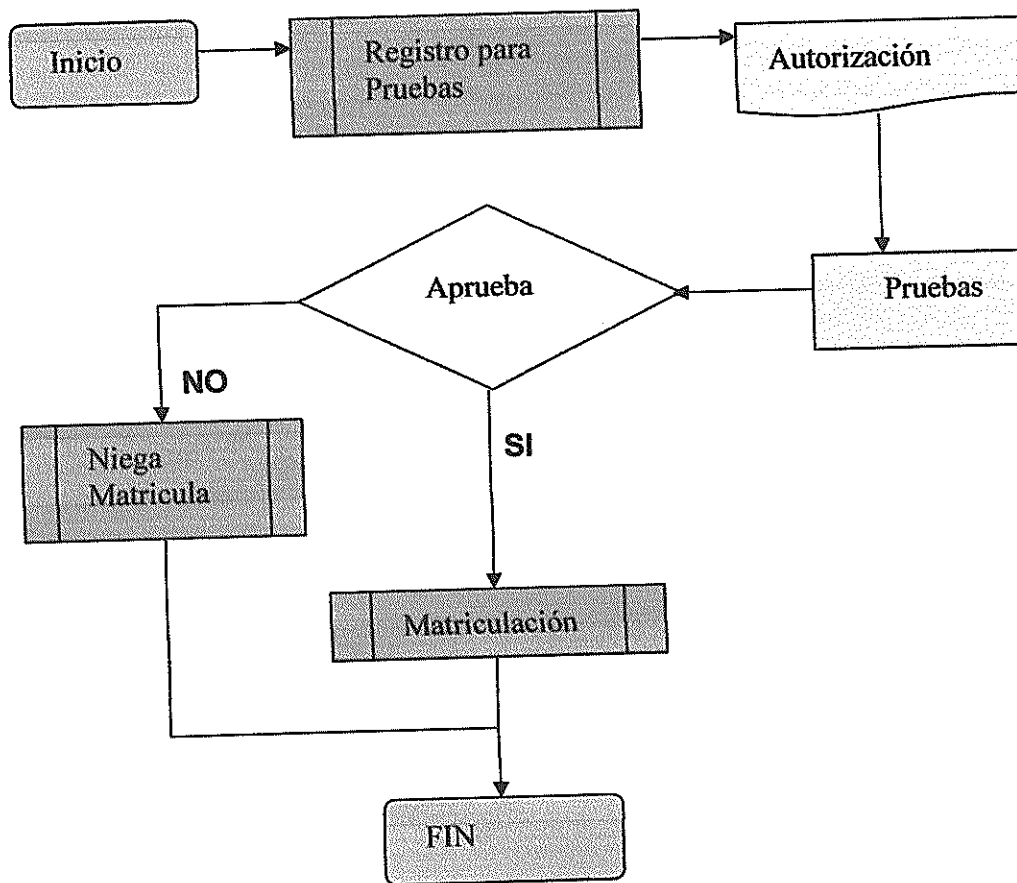 Inicio
Registro para
Pruebas
Autorización
Aprueba
Pruebas
NO
SI
Niega
Matricula
Matriculación
FIN